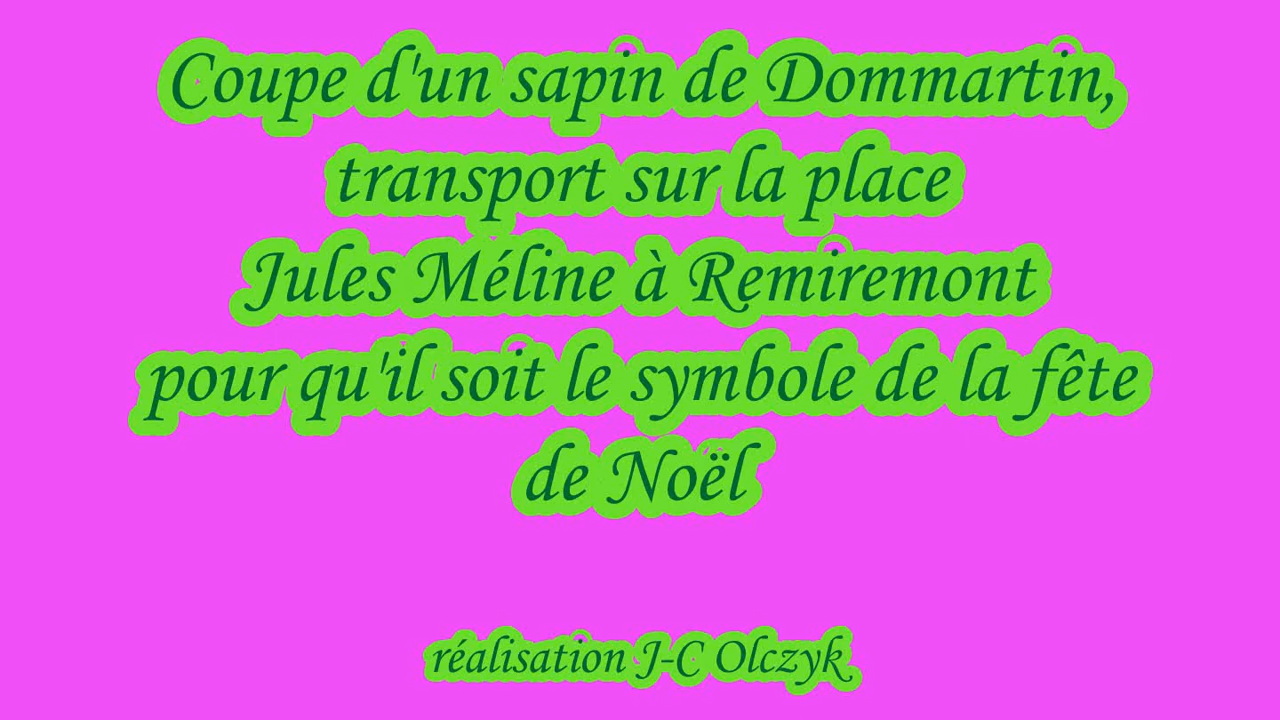 Coupe d'un sapin de Dommartin,
transport sur la place
Jules Méline à Remiremont
pour qu'il soit le symbole de la fête
de Noël
réalisation J-C Olczyk